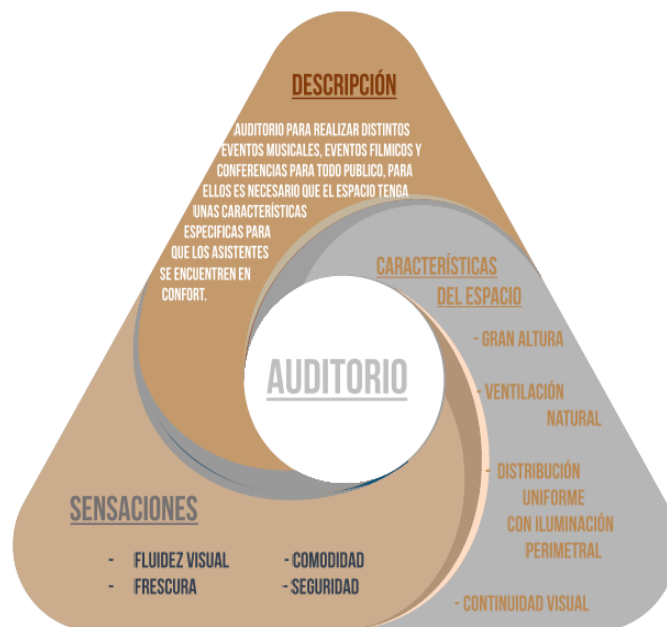 DESCRIPCIÓN
AUDITORIO PARA REALIZAR DISTINTOS
EVENTOS MUSICALES, EVENTOS FILMICOS Y
CONFERENCIAS PARA TODO PUBLICO, PARA
ELLOS ES NECESARIO QUE EL ESPACIO TENGA
UNAS CARACTERÍSTICAS
ESPECIFICAS PARA
QUE LOS ASISTENTES
SE ENCUENTREN EN
CONFORT.
CARACTERÍSTICAS
DEL ESPACIO
- GRAN ALTURA
- VENTILACIÓN
NATURAL
- DISTRIBUCIÓN
UNIFORME
CON ILUMINACIÓN
PERIMETRAL
- CONTINUIDAD VISUAL
AUDITORIO
SENSACIONES
- FLUIDEZ VISUAL
- FRESCURA
- COMODIDAD
- SEGURIDAD